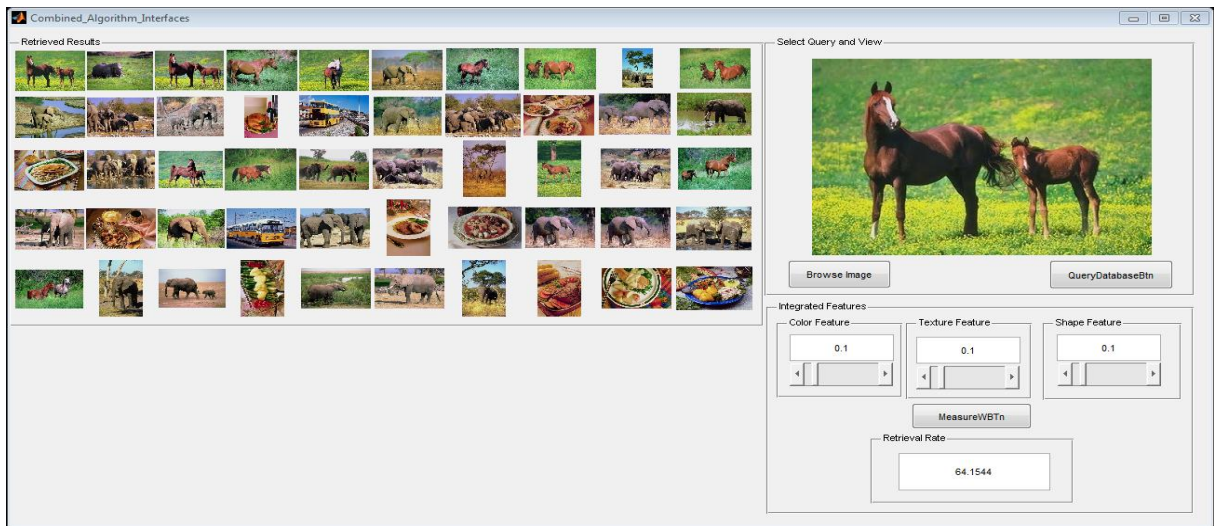 Combined_Algorithm_Interfaces
Retrieved Results
Select Query and View
Browse Image
QueryDatabaseBtn
Integrated Features
Color Feature
Texture Feature
Shape Feature
0.1
0.1
0.1
MeasureWBTn
Retrieval Rate
64.1544